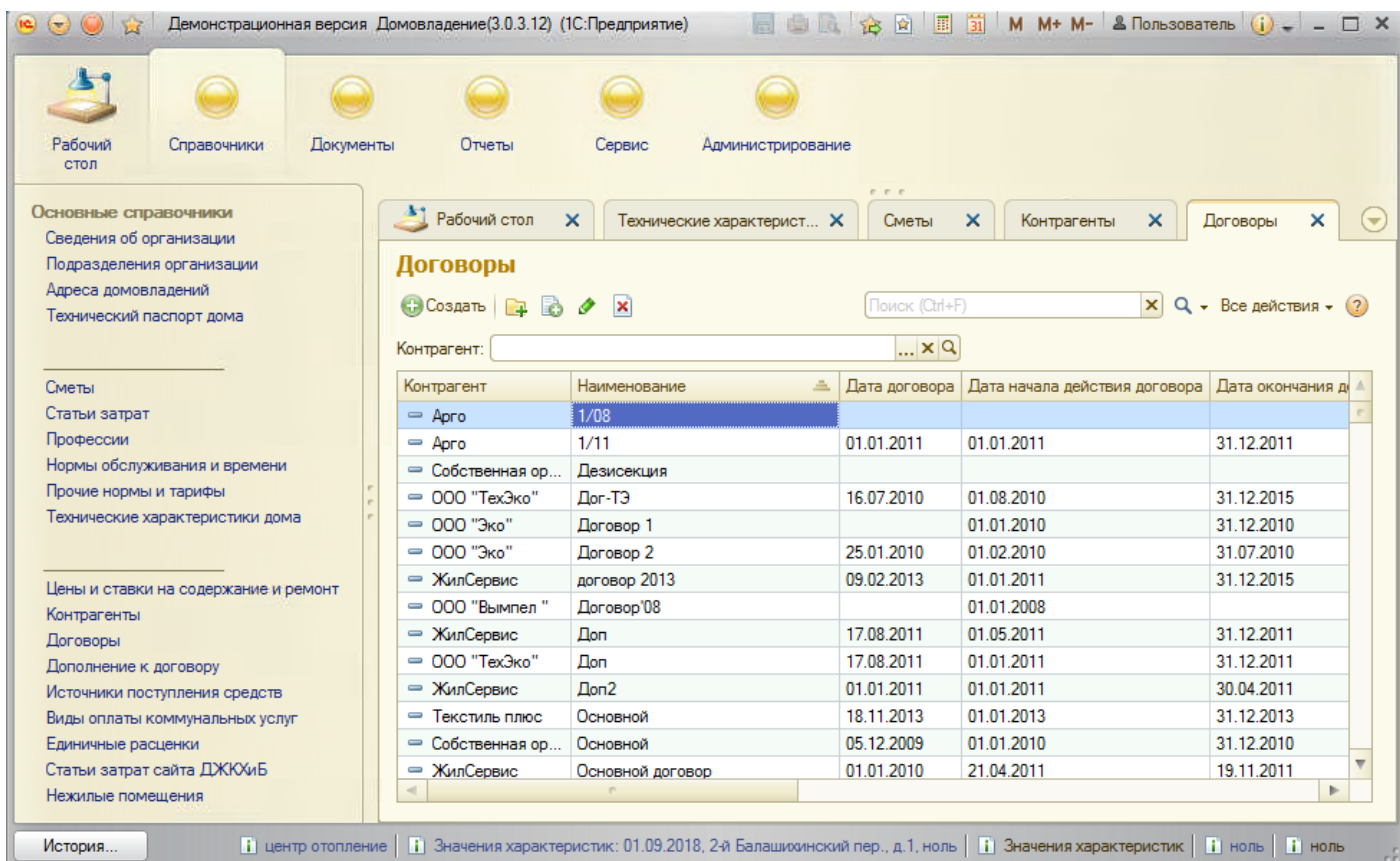 Демонстрационная версия Домовладение(3.0.3.12) (1С:Предприятие) 31 M M+ M- Пользователь
Рабочий стол
Справочники
Документы
Отчеты
Сервис
Администрирование
Основные справочники
Сведения об организации
Подразделения организации
Адреса домовладений
Технический паспорт дома
Сметы
Статьи затрат
Профессии
Нормы обслуживания и времени
Прочие нормы и тарифы
Технические характеристики дома
Цены и ставки на содержание и ремонт
Контрагенты
Договоры
Дополнение к договору
Источники поступления средств
Виды оплаты коммунальных услуг
Единичные расценки
Статьи затрат сайта ДЖКХиБ
Нежилые помещения
Рабочий стол Технические характерист... Сметы Контрагенты Договоры
Договоры
Создать Поиск (Ctrl+F) Все действия ?
Контрагент: ...
Контрагент Наименование Дата договора Дата начала действия договора Дата окончания д
Арго 1/08
Арго 1/11 01.01.2011 01.01.2011 31.12.2011
Собственная ор... Дезисекция
ООО "ТехЭко" Дог-ТЭ 16.07.2010 01.08.2010 31.12.2015
ООО "Эко" Договор 1 01.01.2010 31.12.2010
ООО "Эко" Договор 2 25.01.2010 01.02.2010 31.07.2010
ЖилСервис договор 2013 09.02.2013 01.01.2011 31.12.2015
ООО "Вымпел " Договор'08 01.01.2008
ЖилСервис Доп 17.08.2011 01.05.2011 31.12.2011
ООО "ТехЭко" Доп 17.08.2011 01.01.2011 31.12.2011
ЖилСервис Доп2 01.01.2011 01.01.2011 30.04.2011
Текстиль плюс Основной 18.11.2013 01.01.2013 31.12.2013
Собственная ор... Основной 05.12.2009 01.01.2010 31.12.2010
ЖилСервис Основной договор 01.01.2010 21.04.2011 19.11.2011
История... центр отопление Значения характеристик: 01.09.2018, 2-й Балашихинский пер., д.1, ноль Значения характеристик ноль ноль